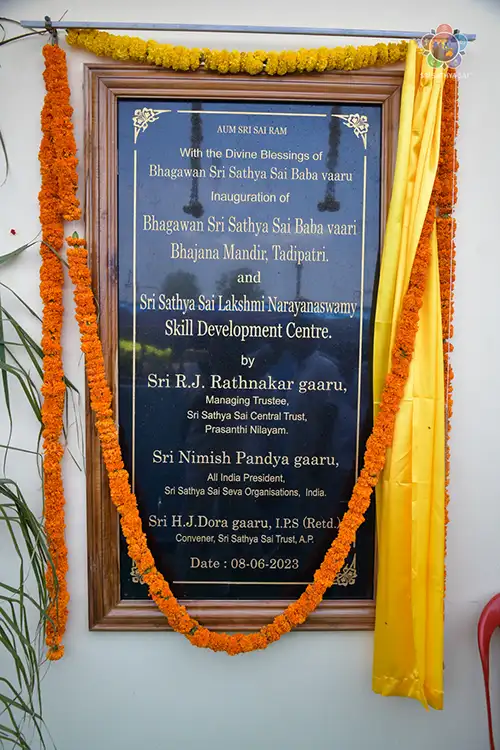 SRI SATHYA SAI
AUM SRI SAI RAM
With the Divine Blessings of
Bhagawan Sri Sathya Sai Baba vaaru
Inauguration of
Bhagawan Sri Sathya Sai Baba vaari
Bhajana Mandir, Tadipatri.
and
Sri Sathya Sai Lakshmi Narayanaswamy
Skill Development Centre.
by
Sri R.J. Rathnakar gaaru,
Managing Trustee,
Sri Sathya Sai Central Trust,
Prasanthi Nilayam.
Sri Nimish Pandya gaaru,
All India President,
Sri Sathya Sai Seva Organisations, India.
Sri H.J.Dora gaaru, I.P.S (Retd.)
Convener, Sri Sathya Sai Trust, A.P.
Date : 08-06-2023